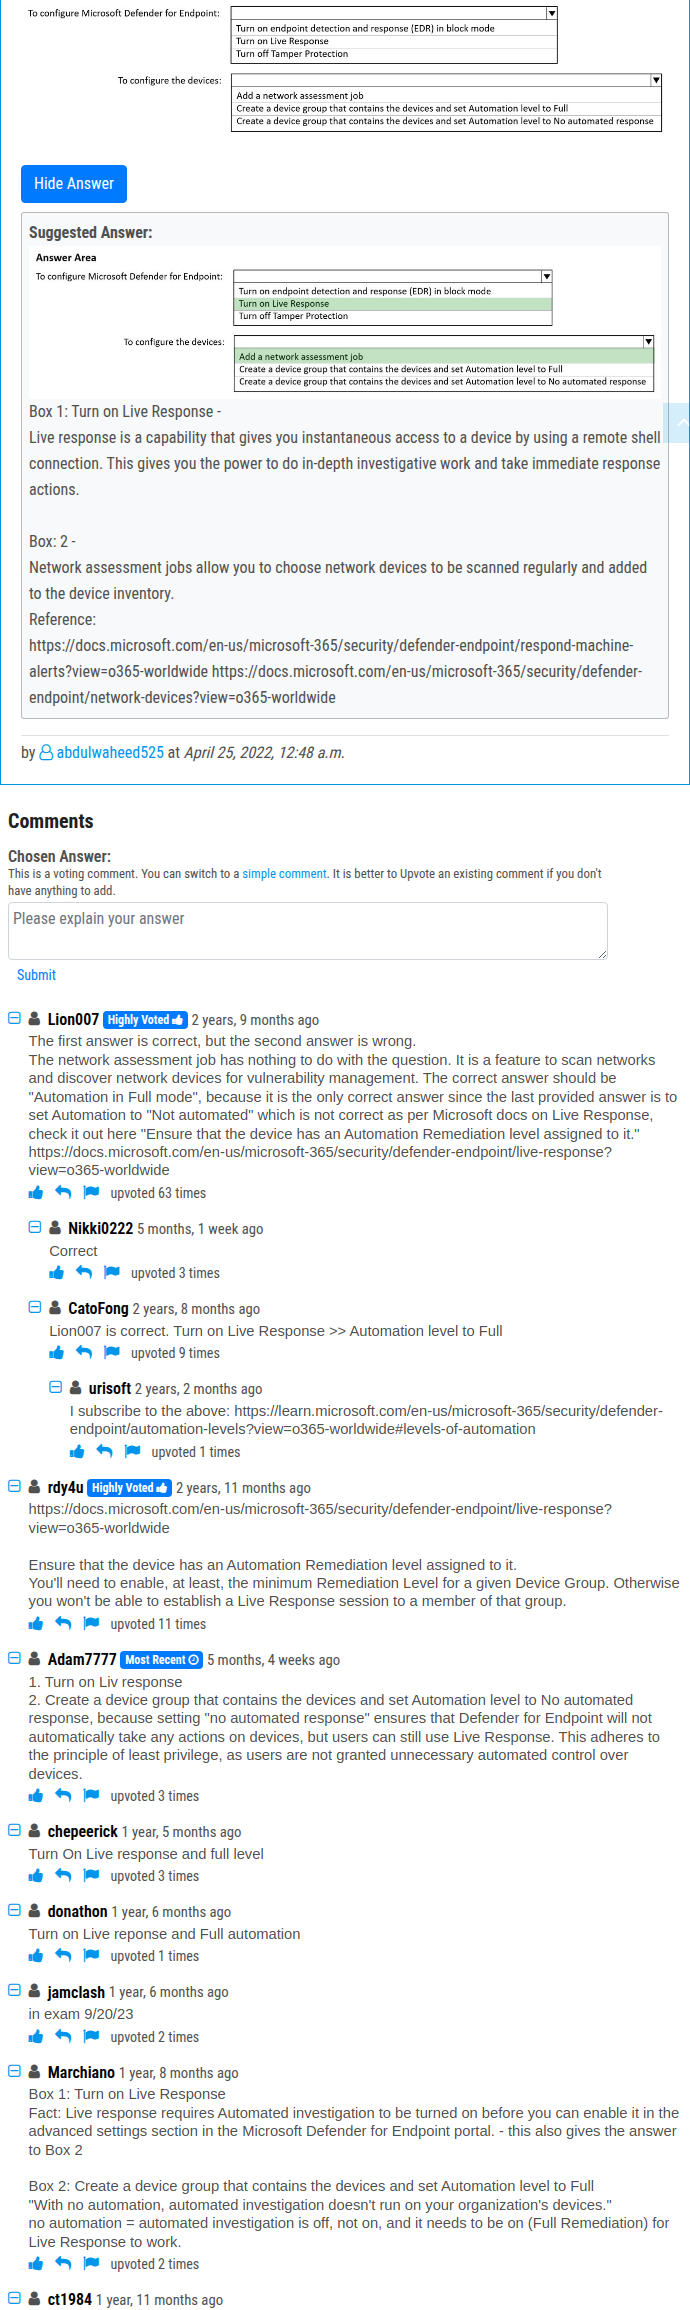 To configure Microsoft Defender for Endpoint:
Turn on endpoint detection and response (EDR) in block mode
Turn on Live Response
Turn off Tamper Protection
To configure the devices:
Add a network assessment job
Create a device group that contains the devices and set Automation level to Full
Create a device group that contains the devices and set Automation level to No automated response
Hide Answer
Suggested Answer:
Answer Area
To configure Microsoft Defender for Endpoint:
Turn on endpoint detection and response (EDR) in block mode
Turn on Live Response
Turn off Tamper Protection
To configure the devices:
Add a network assessment job
Create a device group that contains the devices and set Automation level to Full
Create a device group that contains the devices and set Automation level to No automated response
Box 1: Turn on Live Response -
Live response is a capability that gives you instantaneous access to a device by using a remote shell
connection. This gives you the power to do in-depth investigative work and take immediate response
actions.
Box: 2 -
Network assessment jobs allow you to choose network devices to be scanned regularly and added
to the device inventory.
Reference:
https://docs.microsoft.com/en-us/microsoft-365/security/defender-endpoint/respond-machine-
alerts?view=o365-worldwide https://docs.microsoft.com/en-us/microsoft-365/security/defender-
endpoint/network-devices?view=o365-worldwide
by abdulwaheed525 at April 25, 2022, 12:48 a.m.
Comments
Chosen Answer:
This is a voting comment. You can switch to a simple comment. It is better to Upvote an existing comment if you don't
have anything to add.
Please explain your answer
Submit
Lion007 Highly Voted 2 years, 9 months ago
The first answer is correct, but the second answer is wrong.
The network assessment job has nothing to do with the question. It is a feature to scan networks
and discover network devices for vulnerability management. The correct answer should be
"Automation in Full mode", because it is the only correct answer since the last provided answer is to
set Automation to "Not automated" which is not correct as per Microsoft docs on Live Response,
check it out here "Ensure that the device has an Automation Remediation level assigned to it."
https://docs.microsoft.com/en-us/microsoft-365/security/defender-endpoint/live-response?
view=o365-worldwide
upvoted 63 times
Nikki0222 5 months, 1 week ago
Correct
upvoted 3 times
CatoFong 2 years, 8 months ago
Lion007 is correct. Turn on Live Response >> Automation level to Full
upvoted 9 times
urisoft 2 years, 2 months ago
I subscribe to the above: https://learn.microsoft.com/en-us/microsoft-365/security/defender-
endpoint/automation-levels?view=o365-worldwide#levels-of-automation
upvoted 1 times
rdy4u Highly Voted 2 years, 11 months ago
https://docs.microsoft.com/en-us/microsoft-365/security/defender-endpoint/live-response?
view=o365-worldwide
Ensure that the device has an Automation Remediation level assigned to it.
You'll need to enable, at least, the minimum Remediation Level for a given Device Group. Otherwise
you won't be able to establish a Live Response session to a member of that group.
upvoted 11 times
Adam7777 Most Recent 5 months, 4 weeks ago
1. Turn on Liv response
2. Create a device group that contains the devices and set Automation level to No automated
response, because setting "no automated response" ensures that Defender for Endpoint will not
automatically take any actions on devices, but users can still use Live Response. This adheres to
the principle of least privilege, as users are not granted unnecessary automated control over
devices.
upvoted 3 times
chepeerick 1 year, 5 months ago
Turn On Live response and full level
upvoted 3 times
donathon 1 year, 6 months ago
Turn on Live reponse and Full automation
upvoted 1 times
jamclash 1 year, 6 months ago
in exam 9/20/23
upvoted 2 times
Marchiano 1 year, 8 months ago
Box 1: Turn on Live Response
Fact: Live response requires Automated investigation to be turned on before you can enable it in the
advanced settings section in the Microsoft Defender for Endpoint portal. - this also gives the answer
to Box 2
Box 2: Create a device group that contains the devices and set Automation level to Full
"With no automation, automated investigation doesn't run on your organization's devices."
no automation = automated investigation is off, not on, and it needs to be on (Full Remediation) for
Live Response to work.
upvoted 2 times
ct1984 1 year, 11 months ago